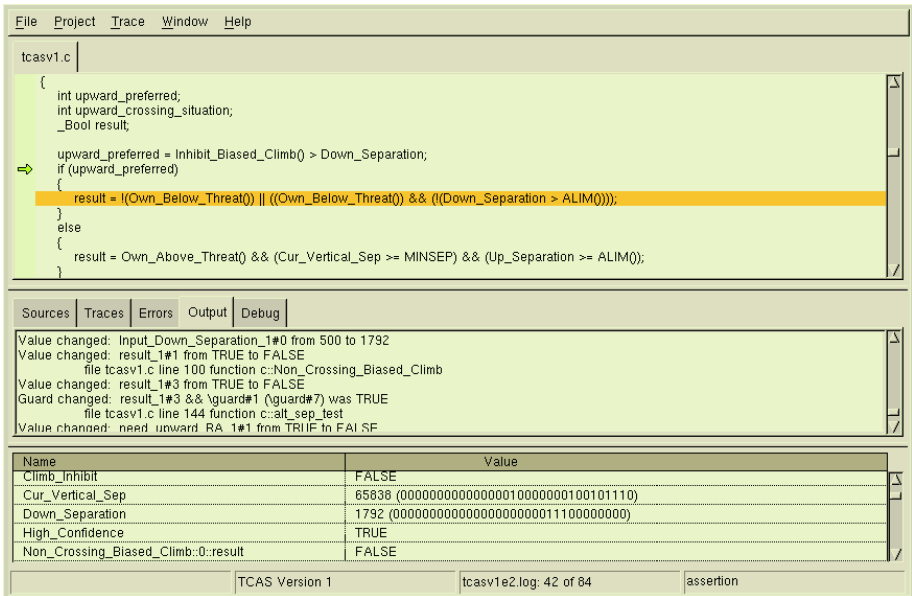 File Project Trace Window Help
tcasv1.c
{
int upward_preferred;
int upward_crossing_situation;
_Bool result;
upward_preferred = Inhibit_Biased_Climb() > Down_Separation;
if (upward_preferred)
{
result = !(Own_Below_Threat()) || ((Own_Below_Threat()) && (!(Down_Separation > ALIM())));
}
else
{
result = Own_Above_Threat() && (Cur_Vertical_Sep >= MINSEP) && (Up_Separation >= ALIM());
}
Sources Traces Errors Output Debug
Value changed: Input_Down_Separation_1#0 from 500 to 1792
Value changed: result_1#1 from TRUE to FALSE
file tcasv1.c line 100 function c::Non_Crossing_Biased_Climb
Value changed: result_1#3 from TRUE to FALSE
Guard changed: result_1#3 && \guard#1 (\guard#7) was TRUE
file tcasv1.c line 144 function c::alt_sep_test
Value changed: need_upward_RA_1#1 from TRUE to FALSE
Name Value
Climb_Inhibit FALSE
Cur_Vertical_Sep 65838 (00000000000000010000000100101110)
Down_Separation 1792 (00000000000000000000011100000000)
High_Confidence TRUE
Non_Crossing_Biased_Climb::0::result FALSE
TCAS Version 1 tcasv1e2.log: 42 of 84 assertion